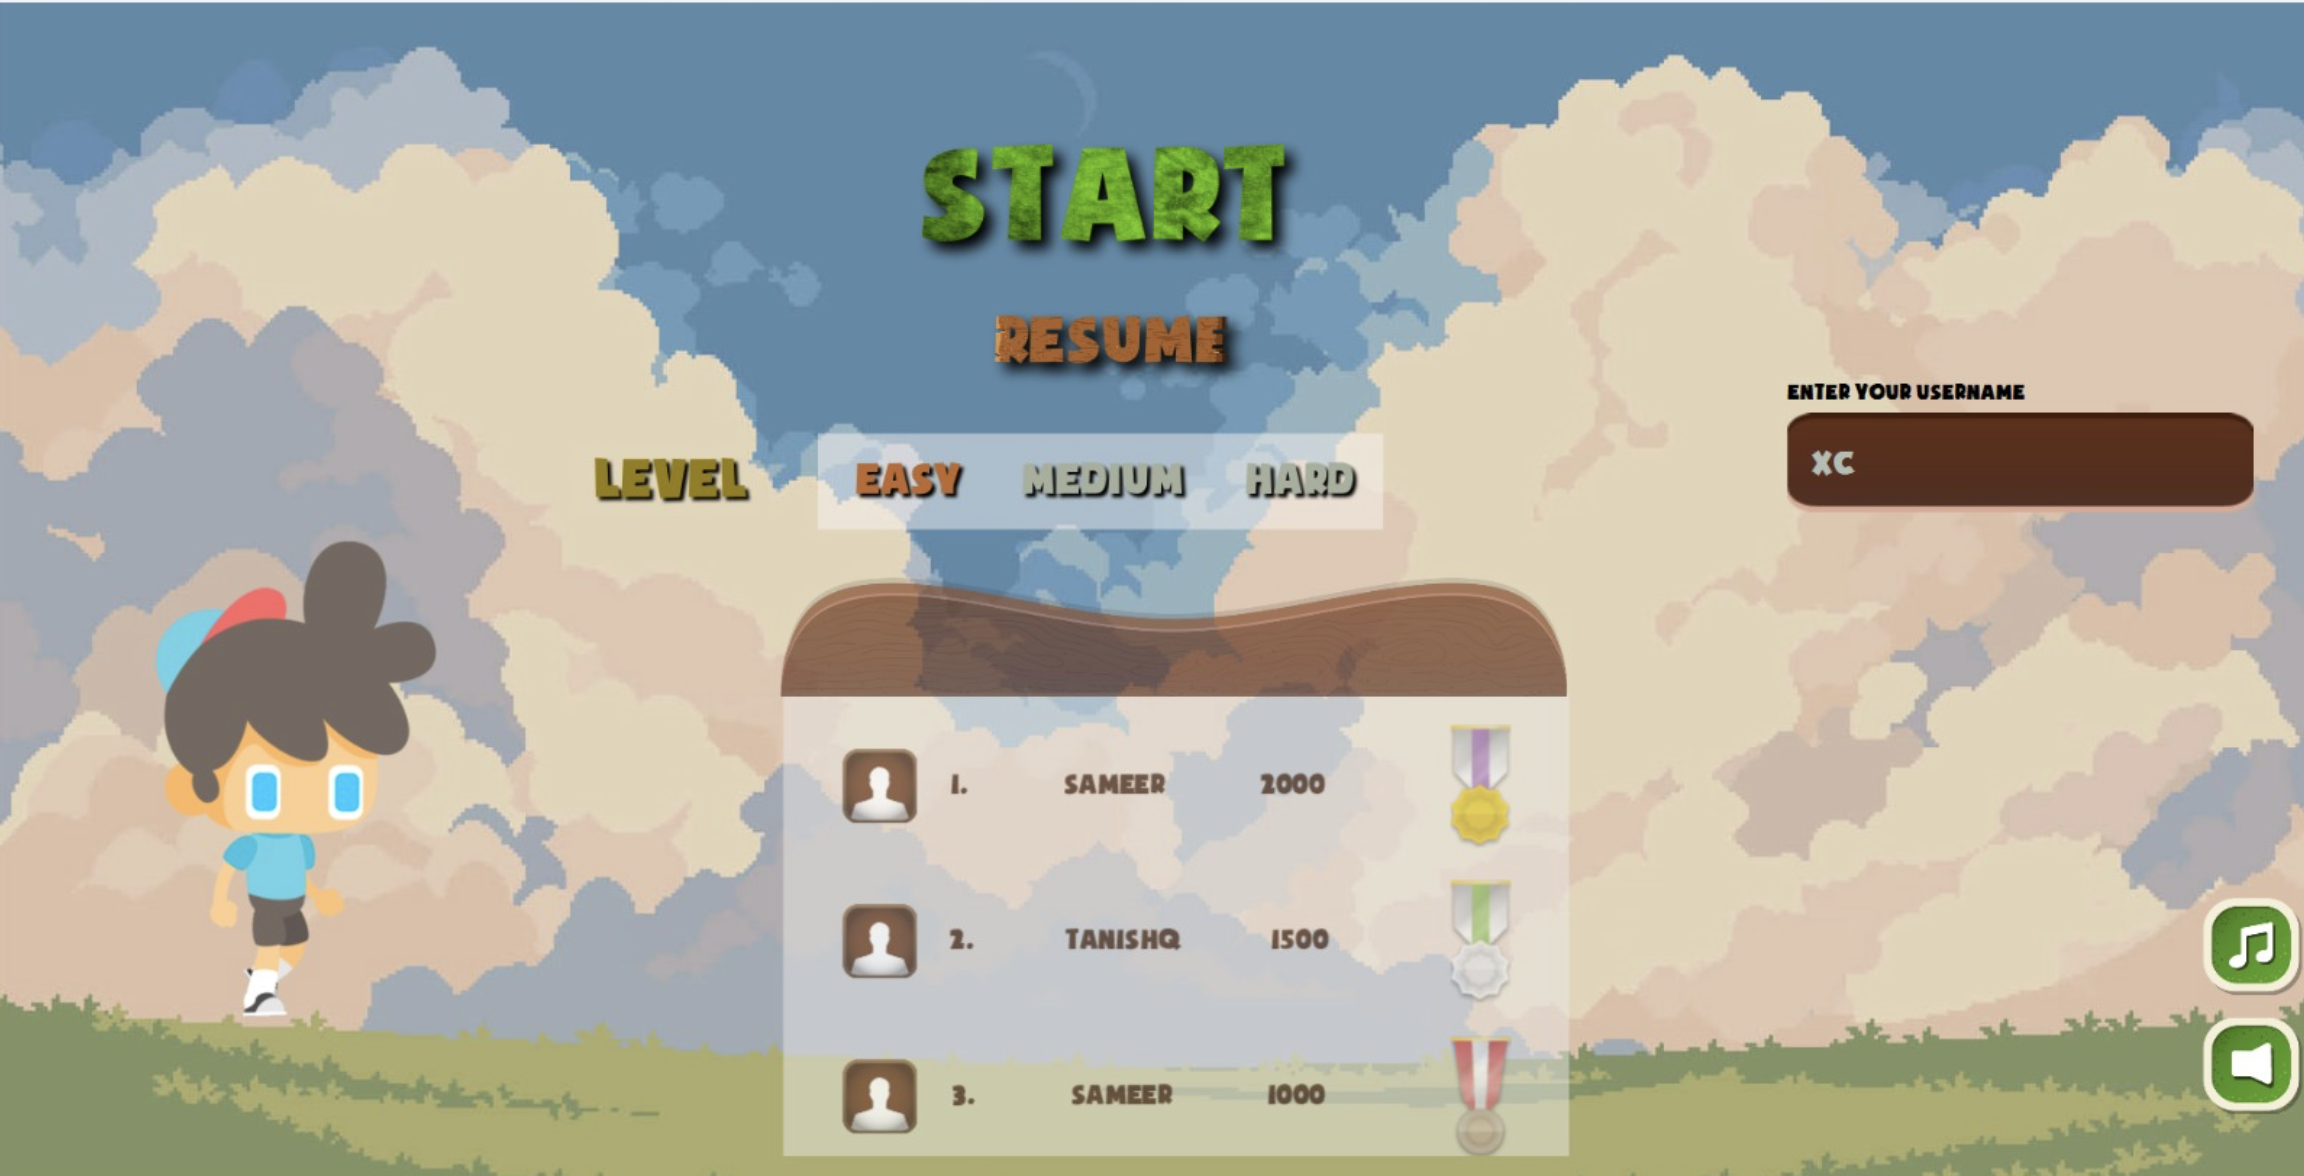 START
RESUME
LEVEL EASY MEDIUM HARD
ENTER YOUR USERNAME
XC
1. SAMEER 2000
2. TANISHQ 1500
3. SAMEER 1000